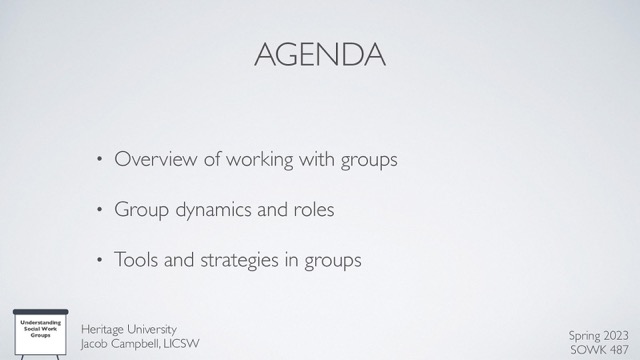 AGENDA
• Overview of working with groups
• Group dynamics and roles
• Tools and strategies in groups
Understanding
Social Work
Groups
Heritage University
Jacob Campbell, LICSW
Spring 2023
SOWK 487